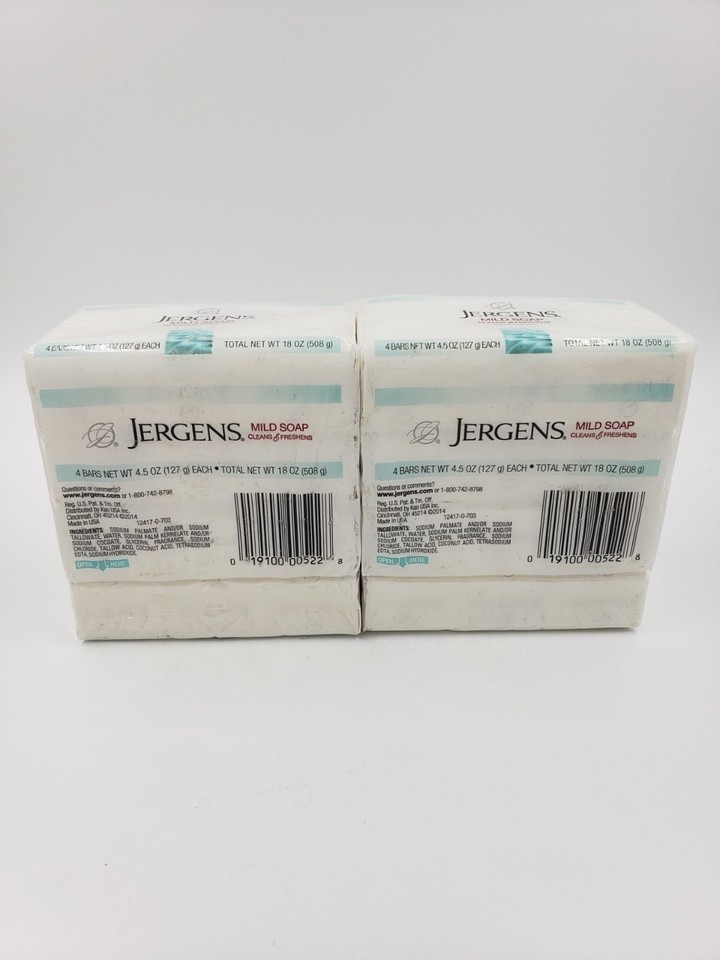 JERGENS
4 BARS NET WT 4.5 OZ (127 g) EACH TOTAL NET WT 18 OZ (508 g)
JERGENS® MILD SOAP
CLEANS & FRESHENS
4 BARS NET WT 4.5 OZ (127 g) EACH • TOTAL NET WT 18 OZ (508 g)
Questions or comments?
www.jergens.com or 1-800-742-8798
Reg. U.S. Pat. & Tm. Off.
Distributed by Kao USA Inc.
Cincinnati, OH 45214 ©2014
Made in USA 12417-0-703
INGREDIENTS: SODIUM PALMATE AND/OR SODIUM
TALLOWATE, WATER, SODIUM PALM KERNELATE AND/OR
SODIUM COCOATE, GLYCERIN, FRAGRANCE, SODIUM
CHLORIDE, TALLOW ACID, COCONUT ACID, TETRASODIUM
EDTA, SODIUM HYDROXIDE.
OPEN HERE
0 19100 00522 8
JERGENS
MILD SOAP
CLEANS & FRESHENS
4 BARS NET WT 4.5 OZ (127 g) EACH TOTAL NET WT 18 OZ (508 g)
JERGENS® MILD SOAP
CLEANS & FRESHENS
4 BARS NET WT 4.5 OZ (127 g) EACH • TOTAL NET WT 18 OZ (508 g)
Questions or comments?
www.jergens.com or 1-800-742-8798
Reg. U.S. Pat. & Tm. Off.
Distributed by Kao USA Inc.
Cincinnati, OH 45214 ©2014
Made in USA 12417-0-703
INGREDIENTS: SODIUM PALMATE AND/OR SODIUM
TALLOWATE, WATER, SODIUM PALM KERNELATE AND/OR
SODIUM COCOATE, GLYCERIN, FRAGRANCE, SODIUM
CHLORIDE, TALLOW ACID, COCONUT ACID, TETRASODIUM
EDTA, SODIUM HYDROXIDE.
OPEN HERE
0 19100 00522 8